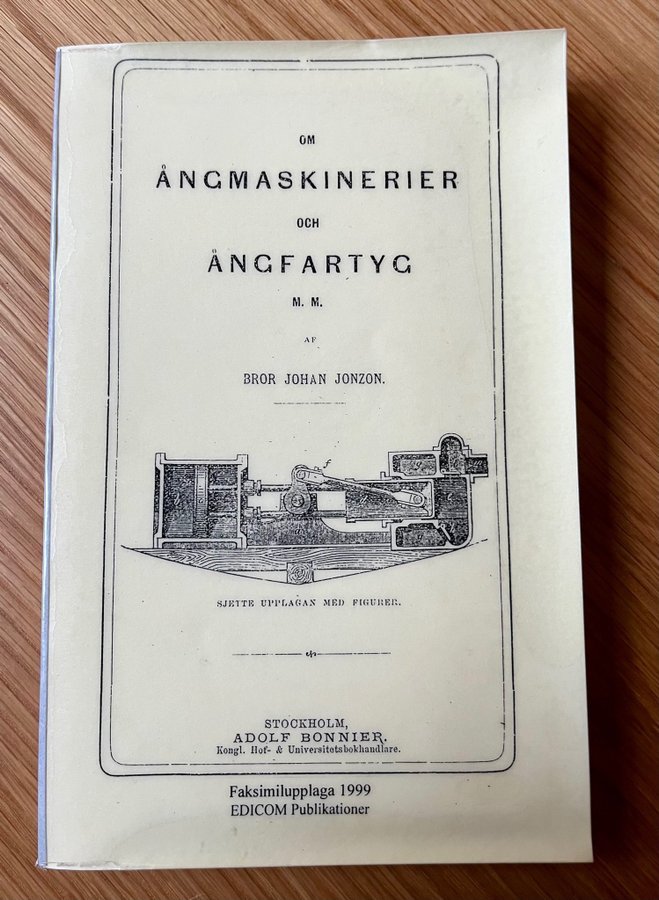 OM
ÅNGMASKINERIER
OCH
ÅNGFARTYG
M. M.
AF
BROR JOHAN JONZON.
f
SJETTE UPPLAGAN MED FIGURER.
STOCKHOLM,
ADOLF BONNIER.
Kongl. Hof- & Universitetsbokhandlare.
Faksimilupplaga 1999
EDICOM Publikationer